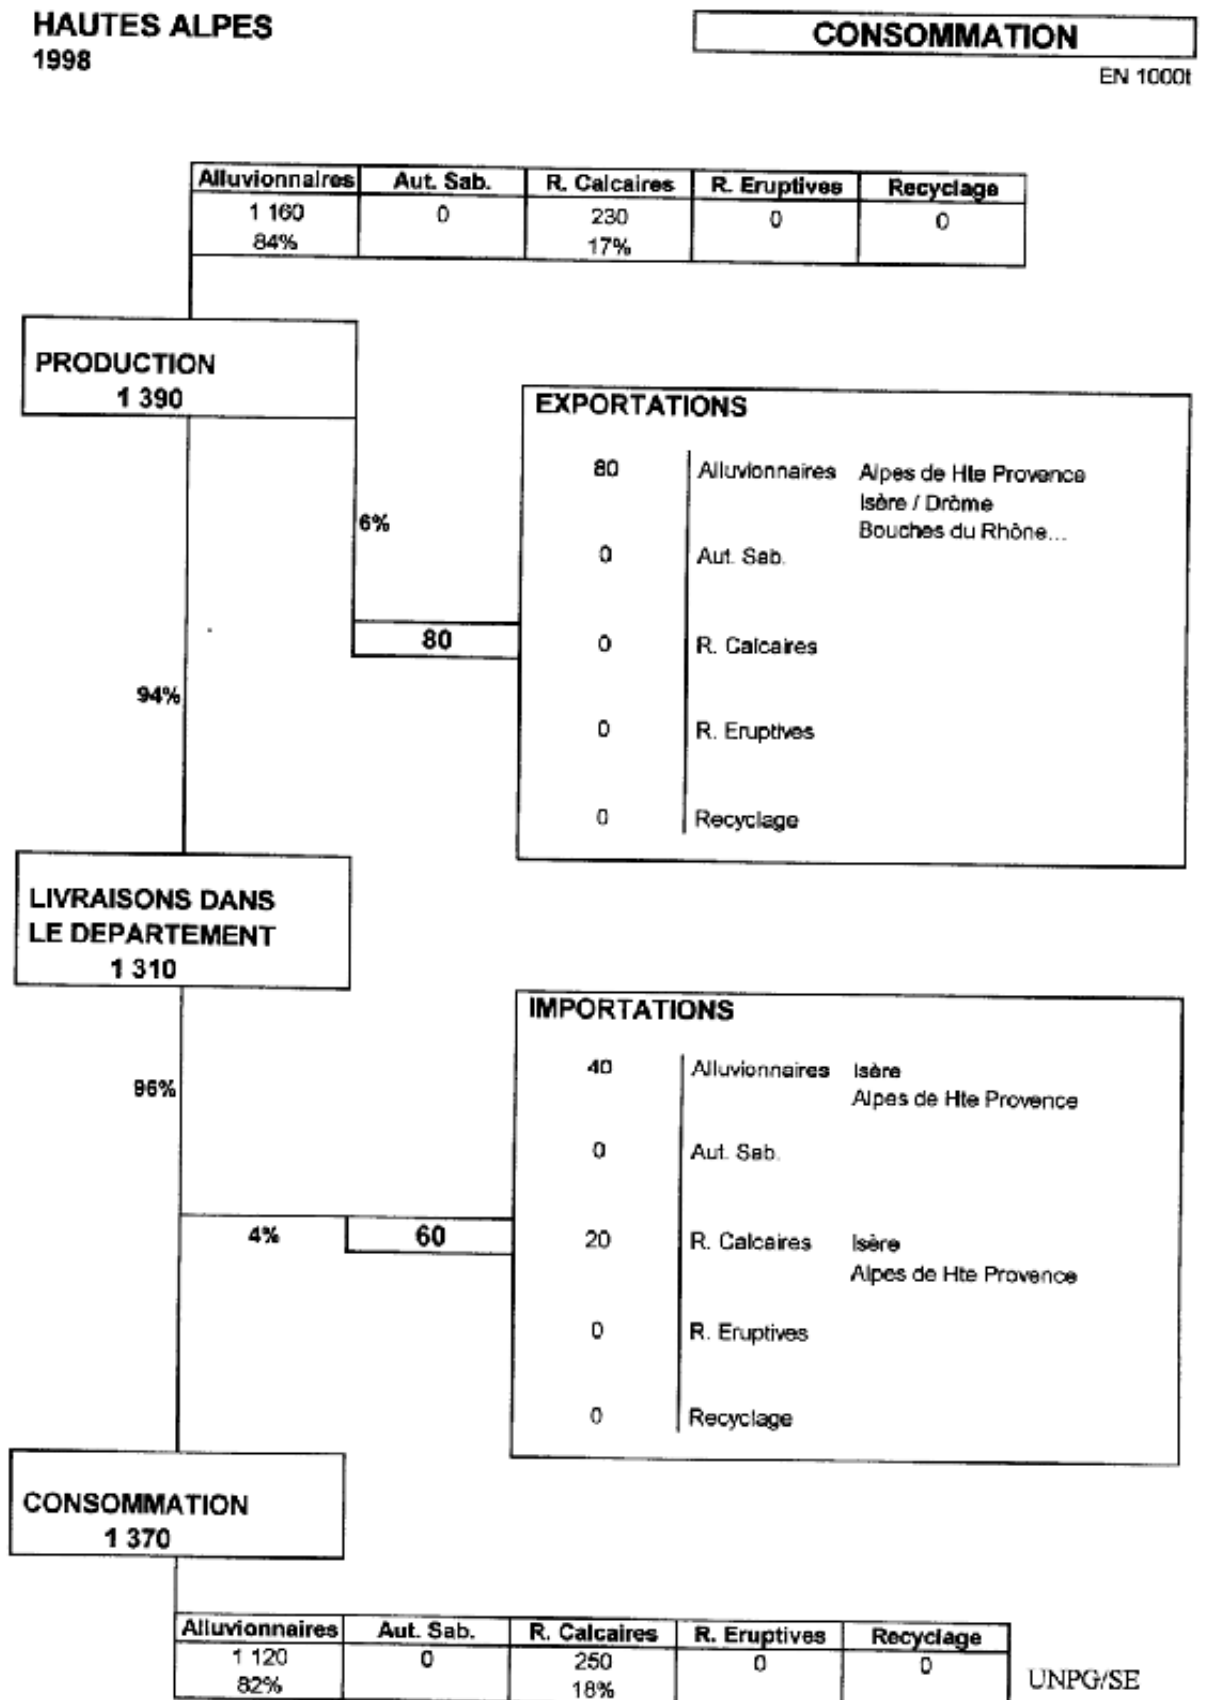 HAUTES ALPES
1998
CONSOMMATION
EN 1000t
Alluvionnaires Aut. Sab. R. Calcaires R. Eruptives Recyclage
1 160 0 230 0 0
84% 17%
PRODUCTION
1 390
EXPORTATIONS
80 Alluvionnaires Alpes de Hte Provence
Isère / Drôme
Bouches du Rhône...
6%
0 Aut. Sab.
80
0 R. Calcaires
94%
0 R. Eruptives
0 Recyclage
LIVRAISONS DANS
LE DEPARTEMENT
1 310
IMPORTATIONS
40 Alluvionnaires Isère
Alpes de Hte Provence
96%
0 Aut. Sab.
4% 60
20 R. Calcaires Isère
Alpes de Hte Provence
0 R. Eruptives
0 Recyclage
CONSOMMATION
1 370
Alluvionnaires Aut. Sab. R. Calcaires R. Eruptives Recyclage
1 120 0 250 0 0
82% 18%
UNPG/SE